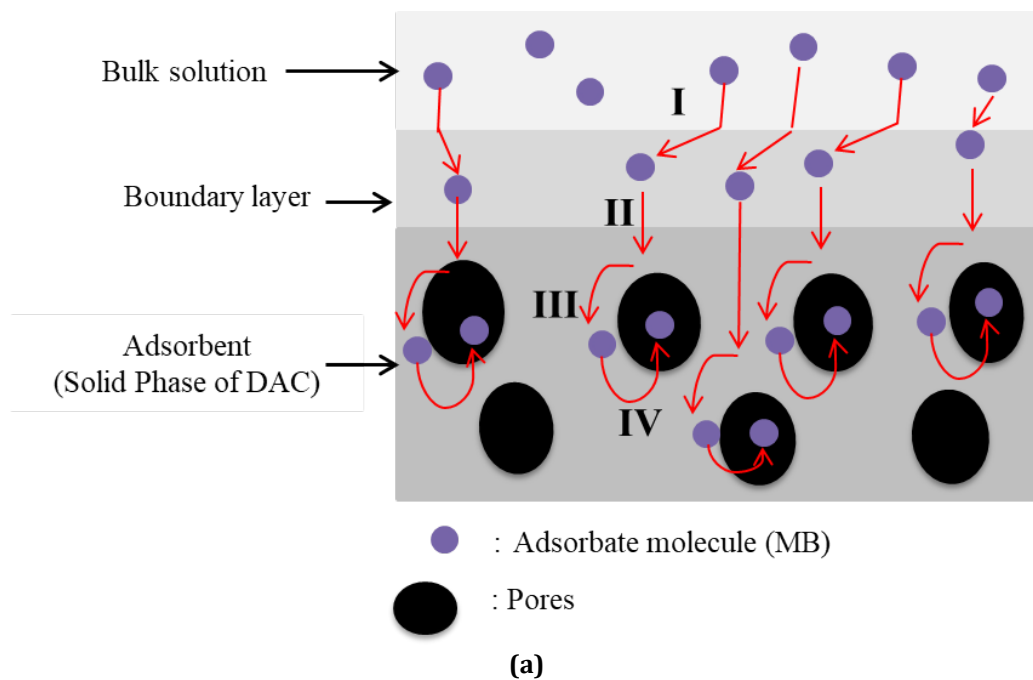 Bulk solution
I
Boundary layer
II
III
Adsorbent
(Solid Phase of DAC)
IV
: Adsorbate molecule (MB)
: Pores
(a)